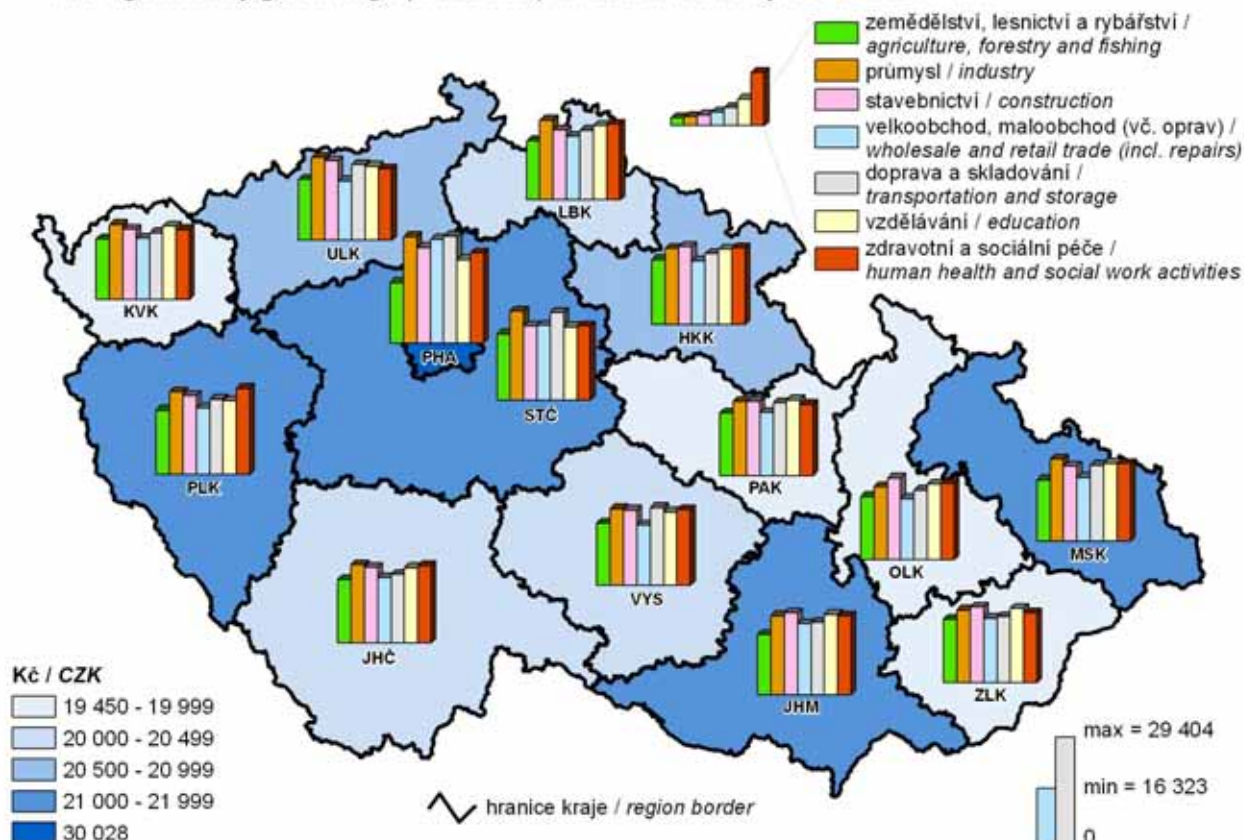 zemědělství, lesnictví a rybářství /
agriculture, forestry and fishing
průmysl / industry
stavebnictví / construction
velkoobchod, maloobchod (vč. oprav) /
wholesale and retail trade (incl. repairs)
doprava a skladování /
transportation and storage
vzdělávání / education
zdravotní a sociální péče /
human health and social work activities
LBK
ULK
KVK
HKK
PHA
STČ
PLK
PAK
OLK
MSK
VYS
JHČ
JHM
ZLK
Kč / CZK
19 450 - 19 999
20 000 - 20 499
20 500 - 20 999
21 000 - 21 999
30 028
hranice kraje / region border
max = 29 404
min = 16 323
0